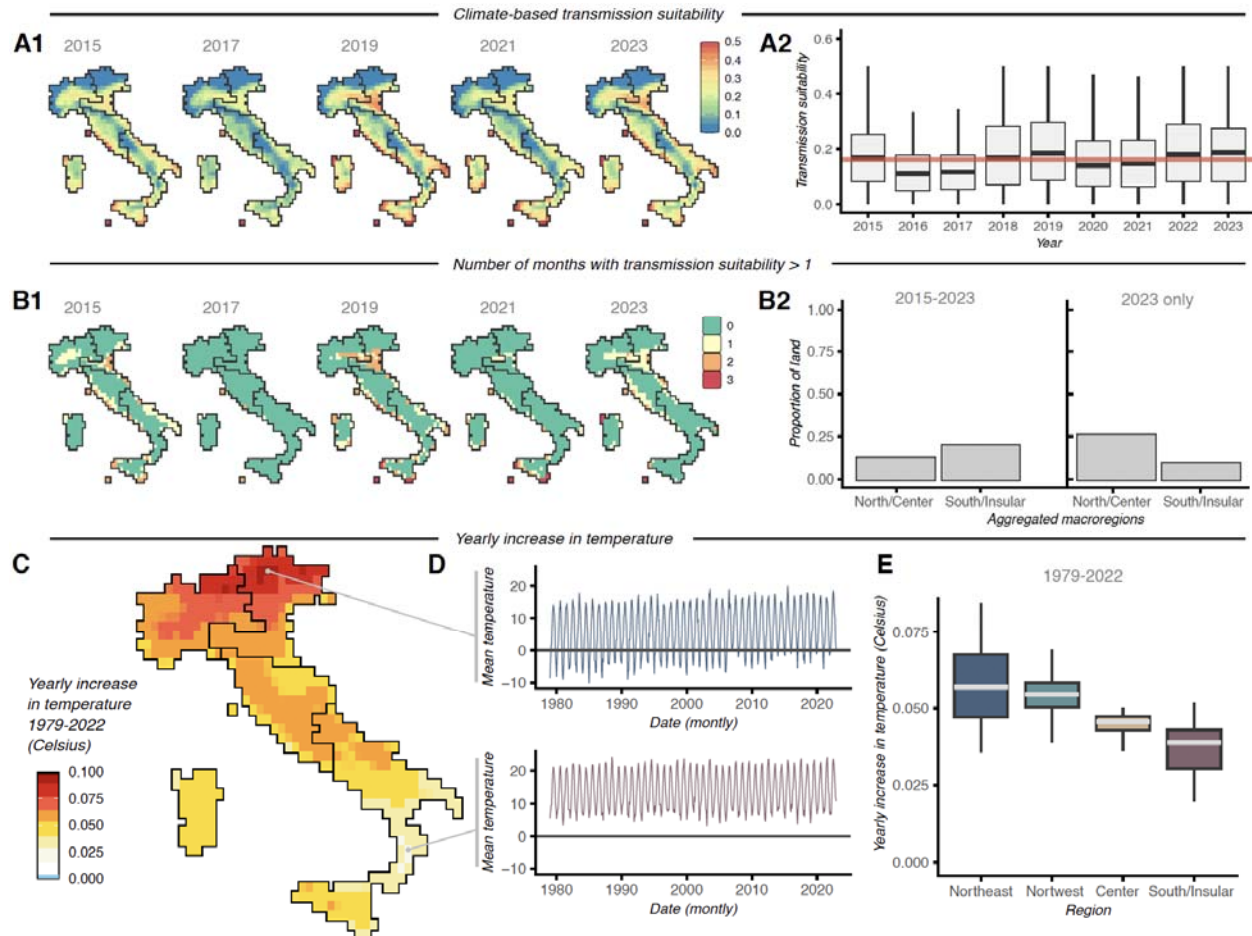 Climate-based transmission suitability
A1
2015
2017
2019
2021
2023
0.5
0.4
0.3
0.2
0.1
0.0
A2
Transmission suitability
0.6
0.4
0.2
0.0
2015 2016 2017 2018 2019 2020 2021 2022 2023
Year
Number of months with transmission suitability > 1
B1
2015
2017
2019
2021
2023
0
1
2
3
B2
2015-2023
2023 only
Proportion of land
1.00
0.75
0.50
0.25
0.00
North/Center South/Insular
North/Center South/Insular
Aggregated macroregions
Yearly increase in temperature
C
Yearly increase
in temperature
1979-2022
(Celsius)
0.100
0.075
0.050
0.025
0.000
D
Mean temperature
20
10
0
−10
1980 1990 2000 2010 2020
Date (montly)
Mean temperature
20
10
0
−10
1980 1990 2000 2010 2020
Date (montly)
E
1979-2022
Yearly increase in temperature (Celsius)
0.075
0.050
0.025
0.000
Northeast Nortwest Center South/Insular
Region